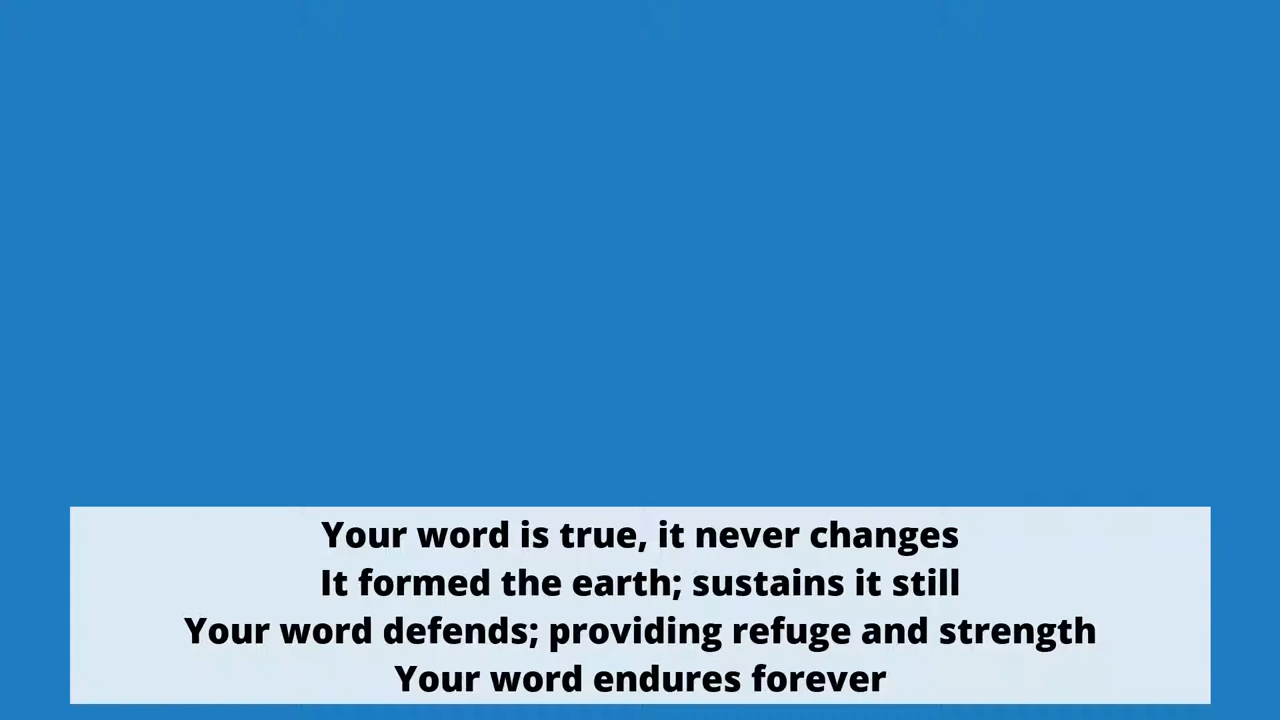 Your word is true, it never changes
It formed the earth; sustains it still
Your word defends; providing refuge and strength
Your word endures forever